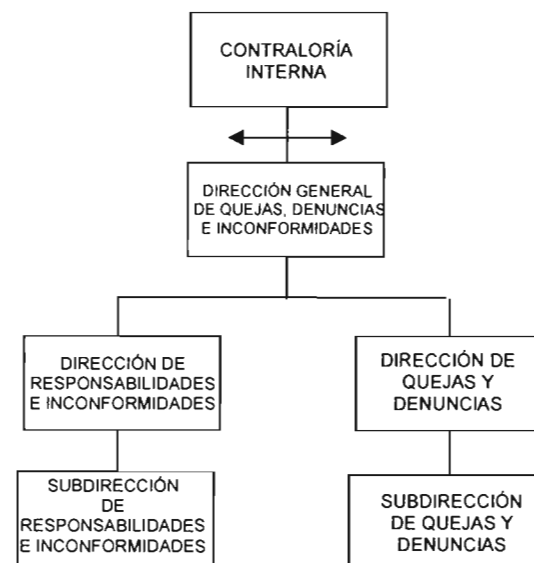 CONTRALORÍA
INTERNA
DIRECCIÓN GENERAL
DE QUEJAS, DENUNCIAS
E INCONFORMIDADES
DIRECCIÓN DE
RESPONSABILIDADES
E INCONFORMIDADES
DIRECCIÓN DE
QUEJAS Y
DENUNCIAS
SUBDIRECCIÓN
DE
RESPONSABILIDADES
E INCONFORMIDADES
SUBDIRECCIÓN
DE QUEJAS Y
DENUNCIAS